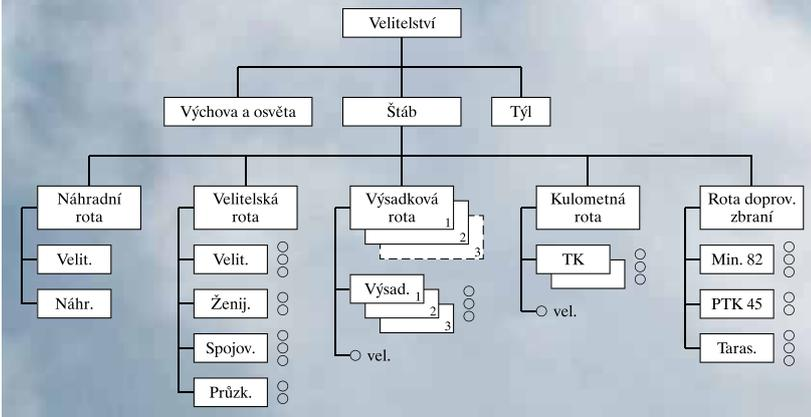 Velitelství
Výchova a osvěta
Štáb
Týl
Náhradní
rota
Velitelská
rota
Výsadková
rota
1
2
3
Kulometná
rota
Rota doprov.
zbraní
Velit.
Náhr.
Velit.
Ženij.
Spojov.
Průzk.
Výsad.
1
2
3
vel.
TK
vel.
Min. 82
PTK 45
Taras.